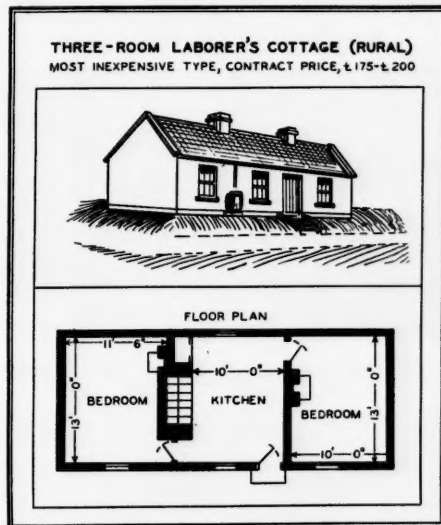 THREE-ROOM LABORER'S COTTAGE (RURAL)
MOST INEXPENSIVE TYPE, CONTRACT PRICE, £ 175-£ 200
FLOOR PLAN
11' 6"
10' 0"
13' 0"
BEDROOM
KITCHEN
BEDROOM
13' 0"
10' 0"